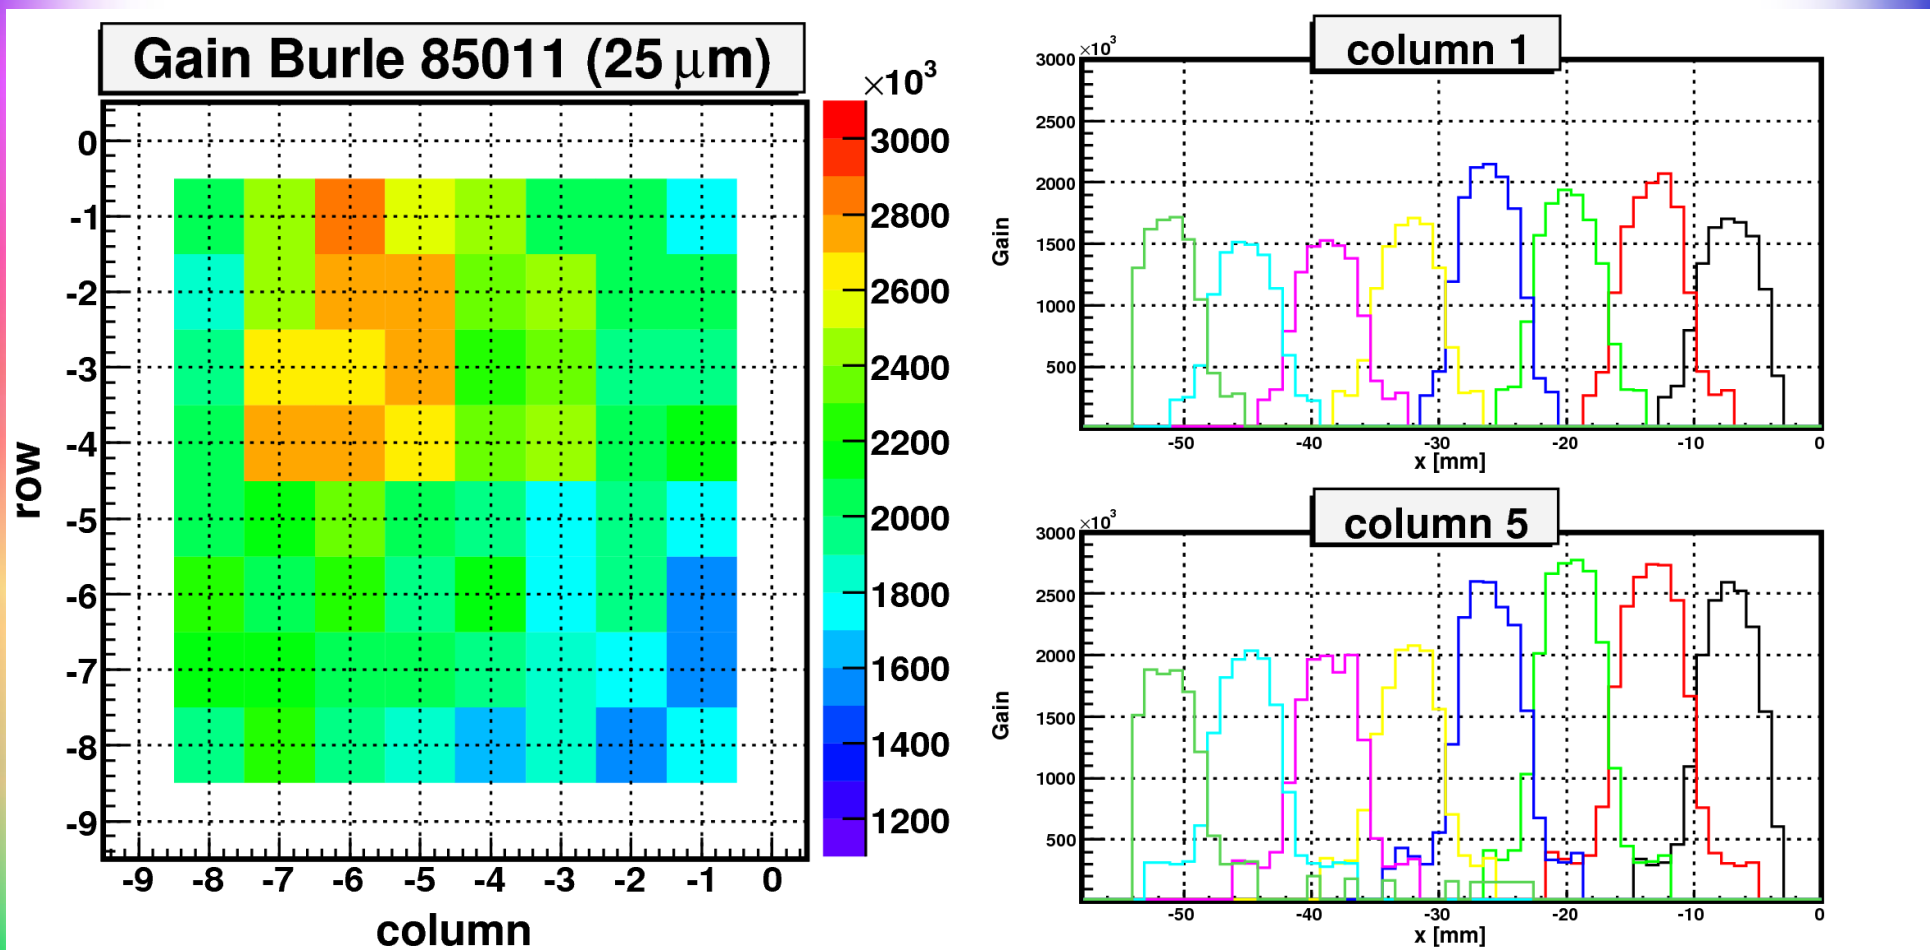 Gain Burle 85011 (25 μm)
×10³
0
-1
-2
-3
-4
-5
-6
-7
-8
-9
row
-9 -8 -7 -6 -5 -4 -3 -2 -1 0
column
3000
2800
2600
2400
2200
2000
1800
1600
1400
1200
column 1
×10³
3000
2500
2000
1500
1000
500
Gain
-50 -40 -30 -20 -10 0
x [mm]
column 5
×10³
3000
2500
2000
1500
1000
500
Gain
-50 -40 -30 -20 -10 0
x [mm]